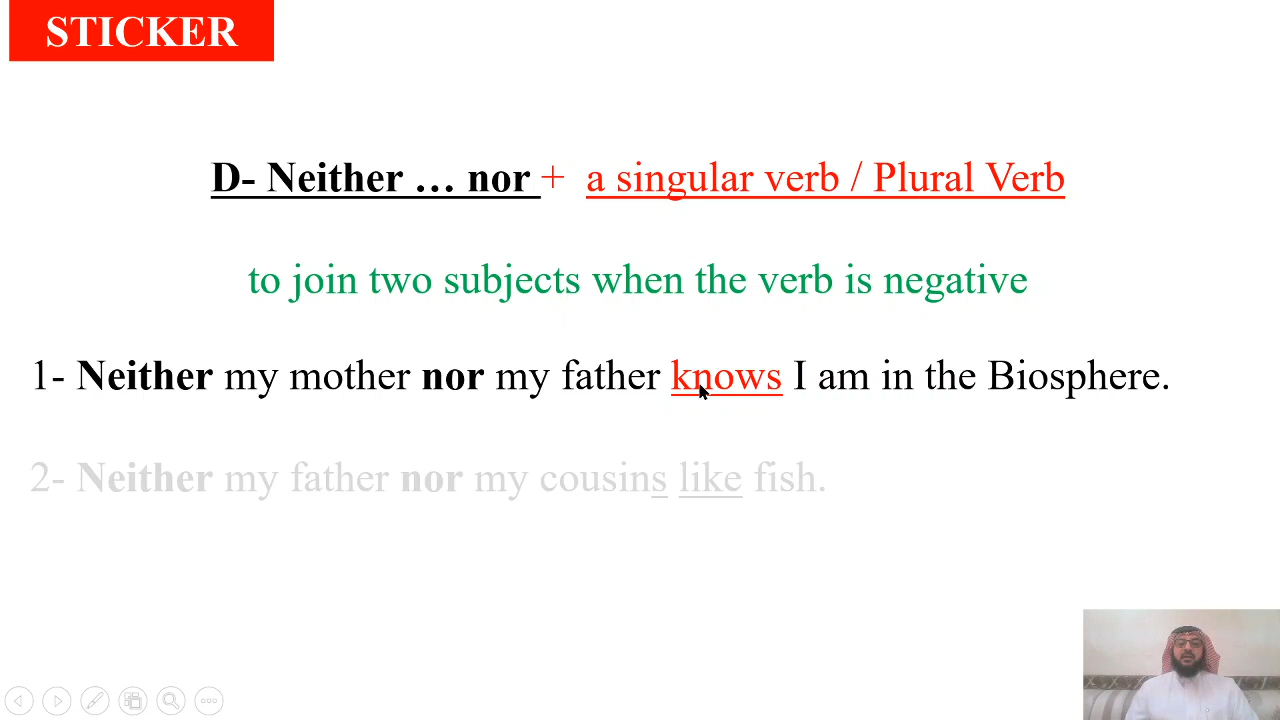 STICKER
D- Neither … nor + a singular verb / Plural Verb
to join two subjects when the verb is negative
1- Neither my mother nor my father knows I am in the Biosphere.
2- Neither my father nor my cousins like fish.